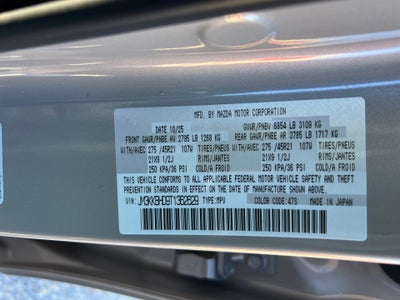 MFD. BY MAZDA MOTOR CORPORATION
DATE 10/25 GVWR/PNBV 6854 LB 3109 KG
FRONT GAWR/PNBE AV 2795 LB 1268 KG REAR GAWR/PNBE AR 3785 LB 1717 KG
WITH/AVEC 275 /45R21 107W TIRES/PNEUS WITH/AVEC 275 /45R21 107W TIRES/PNEUS
21X9 1/2J RIMS/JANTES 21X9 1/2J RIMS/JANTES
250 KPA/36 PSI COLD/FROID 250 KPA/36 PSI COLD/FROID
THIS VEHICLE CONFORMS TO ALL APPLICABLE FEDERAL MOTOR VEHICLE SAFETY AND
THEFT PREVENTION STANDARDS IN EFFECT ON THE DATE OF MANUFACTURE SHOWN ABOVE.
VIN: TYPE:MPV COLOR CODE:47S MADE IN JAPAN